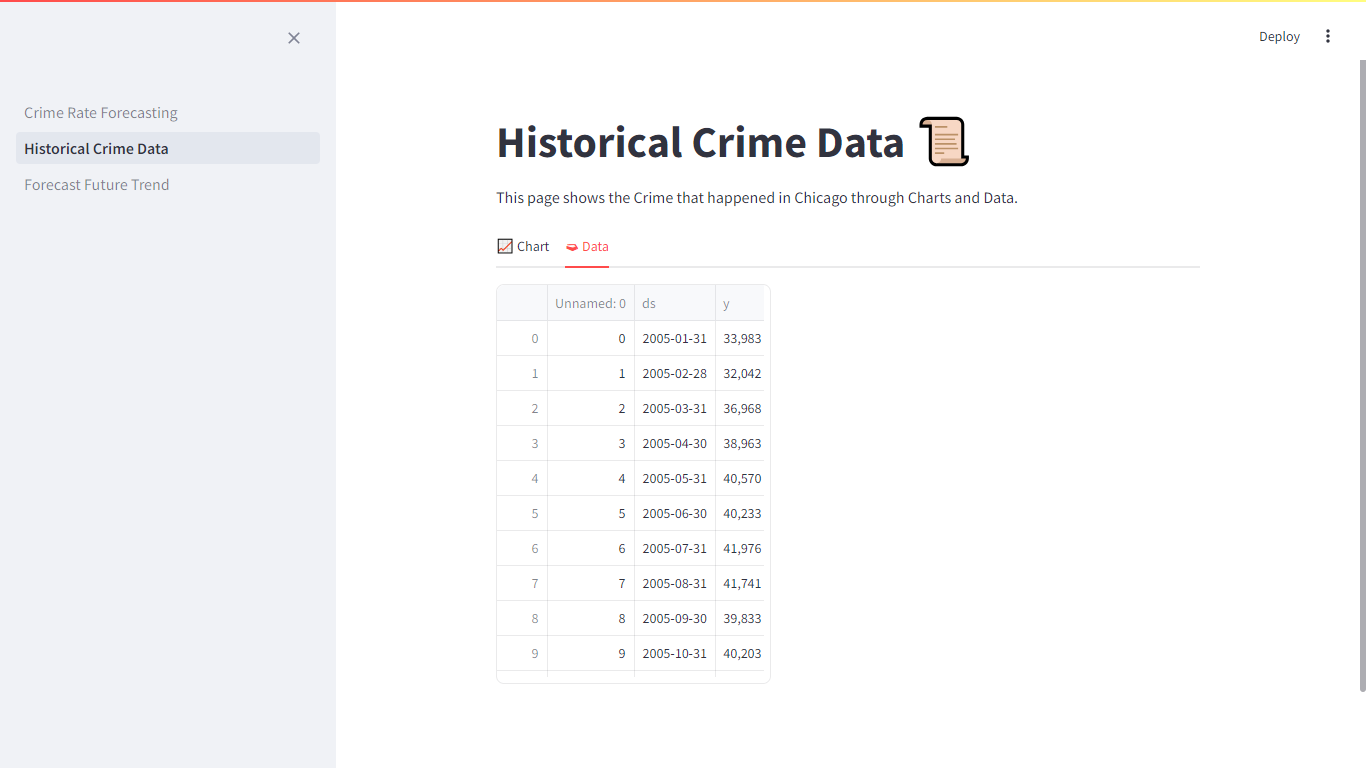 Deploy
Crime Rate Forecasting
Historical Crime Data
Forecast Future Trend
Historical Crime Data
This page shows the Crime that happened in Chicago through Charts and Data.
Chart Data
Unnamed: 0 ds y
0 0 2005-01-31 33,983
1 1 2005-02-28 32,042
2 2 2005-03-31 36,968
3 3 2005-04-30 38,963
4 4 2005-05-31 40,570
5 5 2005-06-30 40,233
6 6 2005-07-31 41,976
7 7 2005-08-31 41,741
8 8 2005-09-30 39,833
9 9 2005-10-31 40,203